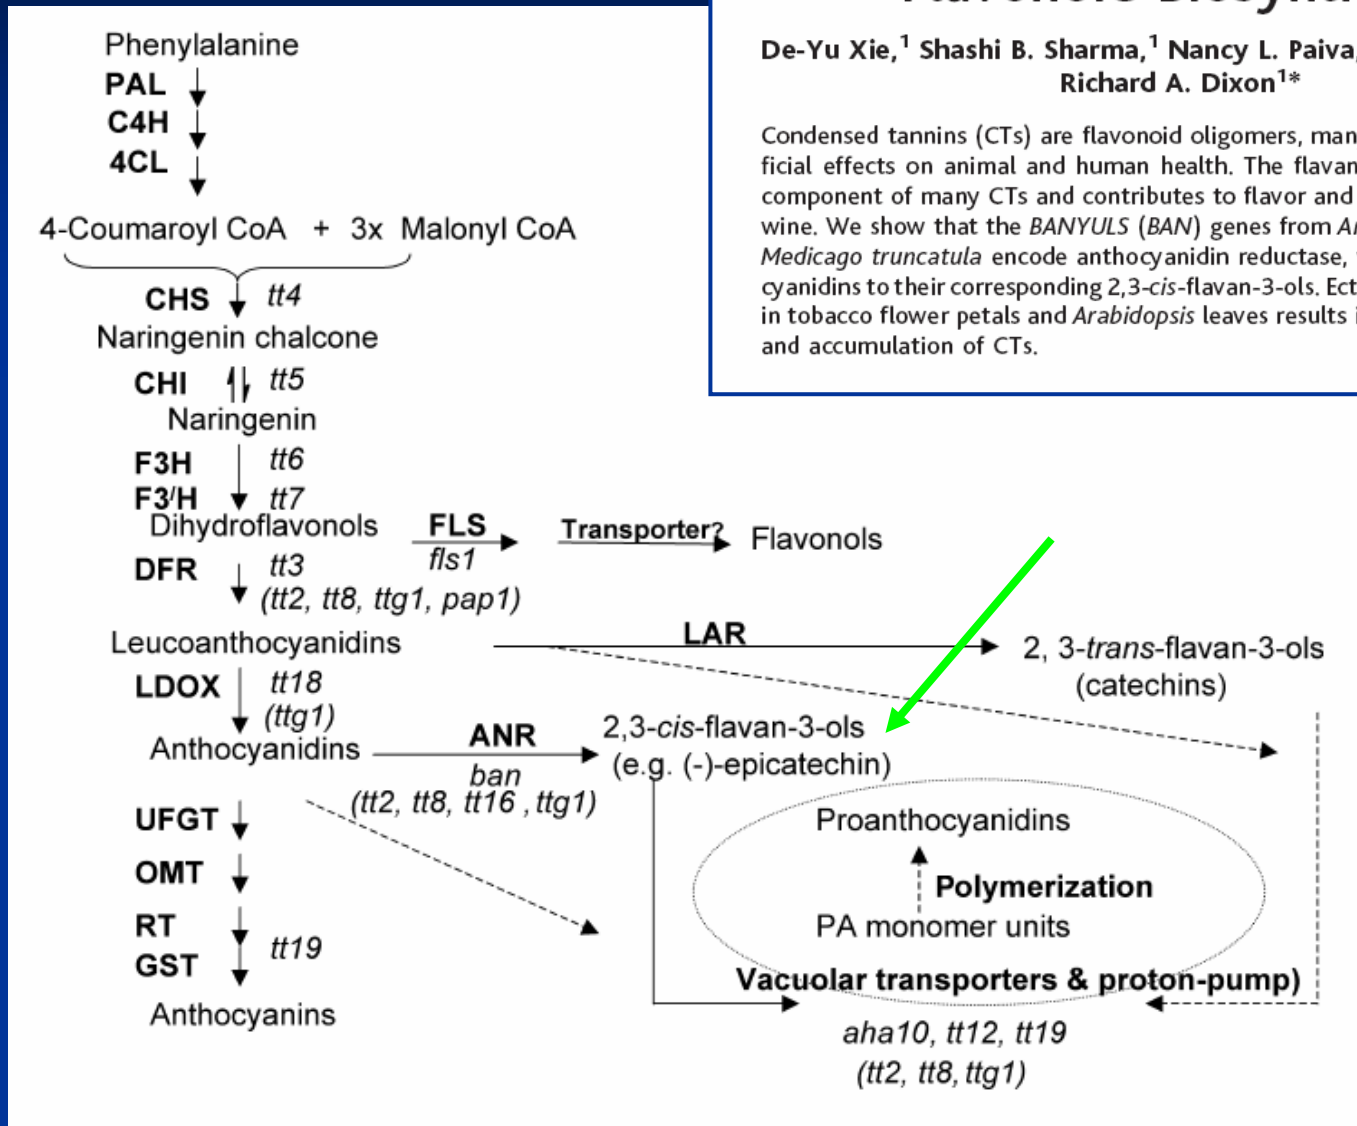 Flavonoid Biosyn
De-Yu Xie,¹ Shashi B. Sharma,¹ Nancy L. Paiva,
Richard A. Dixon¹*
Condensed tannins (CTs) are flavonoid oligomers, man
ficial effects on animal and human health. The flavan
component of many CTs and contributes to flavor and
wine. We show that the BANYULS (BAN) genes from A
Medicago truncatula encode anthocyanidin reductase,
cyanidins to their corresponding 2,3-cis-flavan-3-ols. Ect
in tobacco flower petals and Arabidopsis leaves results i
and accumulation of CTs.
Phenylalanine
PAL
C4H
4CL
4-Coumaroyl CoA + 3x Malonyl CoA
CHS tt4
Naringenin chalcone
CHI tt5
Naringenin
F3H tt6
F3'H tt7
Dihydroflavonols FLS Transporter? Flavonols
fls1
DFR tt3
(tt2, tt8, ttg1, pap1)
Leucoanthocyanidins LAR 2, 3-trans-flavan-3-ols
(catechins)
LDOX tt18
(ttg1)
Anthocyanidins ANR 2,3-cis-flavan-3-ols
ban (e.g. (-)-epicatechin)
(tt2, tt8, tt16 , ttg1)
UFGT
OMT
RT
GST tt19
Anthocyanins
Proanthocyanidins
Polymerization
PA monomer units
Vacuolar transporters & proton-pump)
aha10, tt12, tt19
(tt2, tt8, ttg1)